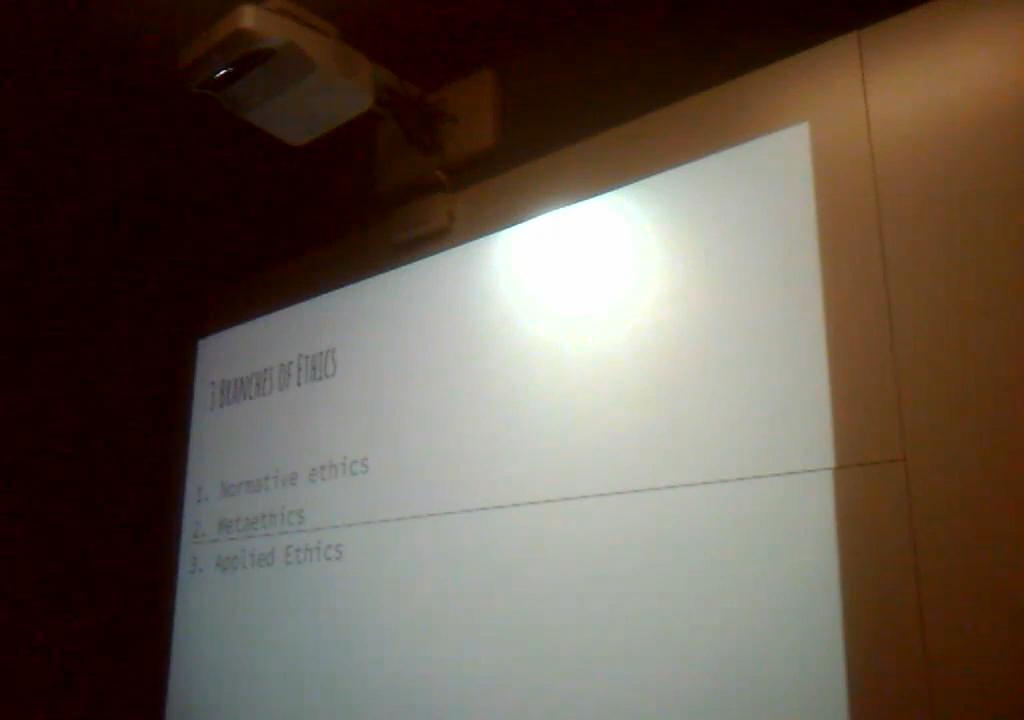 3 BRANCHES OF ETHICS
1. Normative ethics
2. Metaethics
3. Applied Ethics